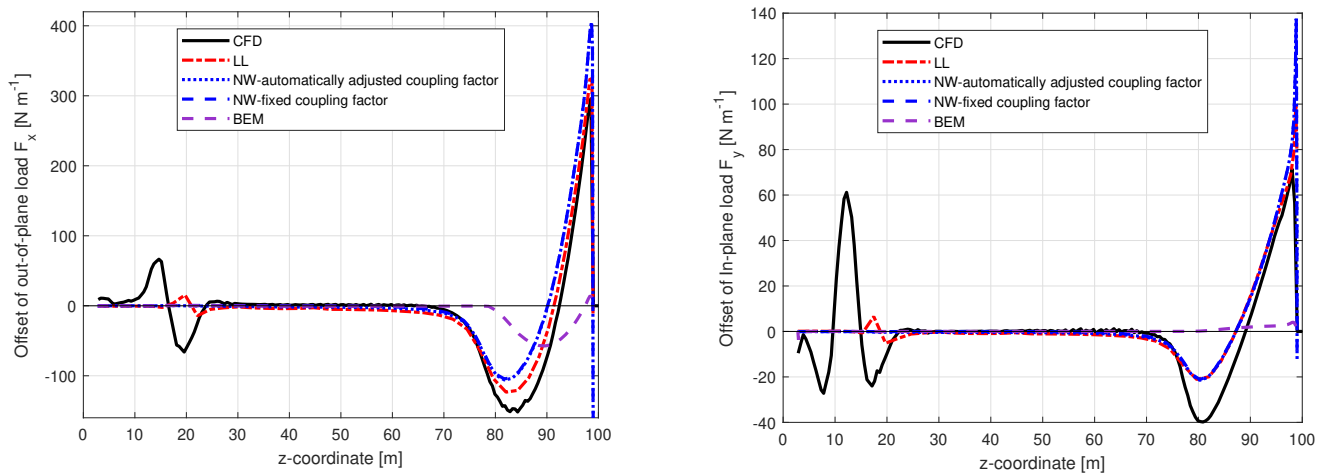 400
300
200
100
0
-100
0 10 20 30 40 50 60 70 80 90 100
z-coordinate [m]
Offset of out-of-plane load F_x [N m^-1]
CFD
LL
NW-automatically adjusted coupling factor
NW-fixed coupling factor
BEM
140
120
100
80
60
40
20
0
-20
-40
0 10 20 30 40 50 60 70 80 90 100
z-coordinate [m]
Offset of In-plane load F_y [N m^-1]
CFD
LL
NW-automatically adjusted coupling factor
NW-fixed coupling factor
BEM